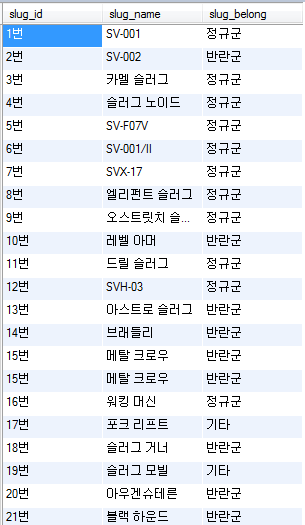 slug_id slug_name slug_belong
1번 SV-001 정규군
2번 SV-002 반란군
3번 카멜 슬러그 정규군
4번 슬러그 노이드 정규군
5번 SV-F07V 정규군
6번 SV-001/II 정규군
7번 SVX-17 정규군
8번 엘리펀트 슬러그 정규군
9번 오스트릿치 슬... 정규군
10번 레벨 아머 반란군
11번 드릴 슬러그 정규군
12번 SVH-03 정규군
13번 아스트로 슬러그 반란군
14번 브래들리 반란군
15번 메탈 크로우 반란군
15번 메탈 크로우 반란군
16번 워킹 머신 정규군
17번 포크 리프트 기타
18번 슬러그 거너 반란군
19번 슬러그 모빌 기타
20번 아우겐슈테른 반란군
21번 블랙 하운드 반란군